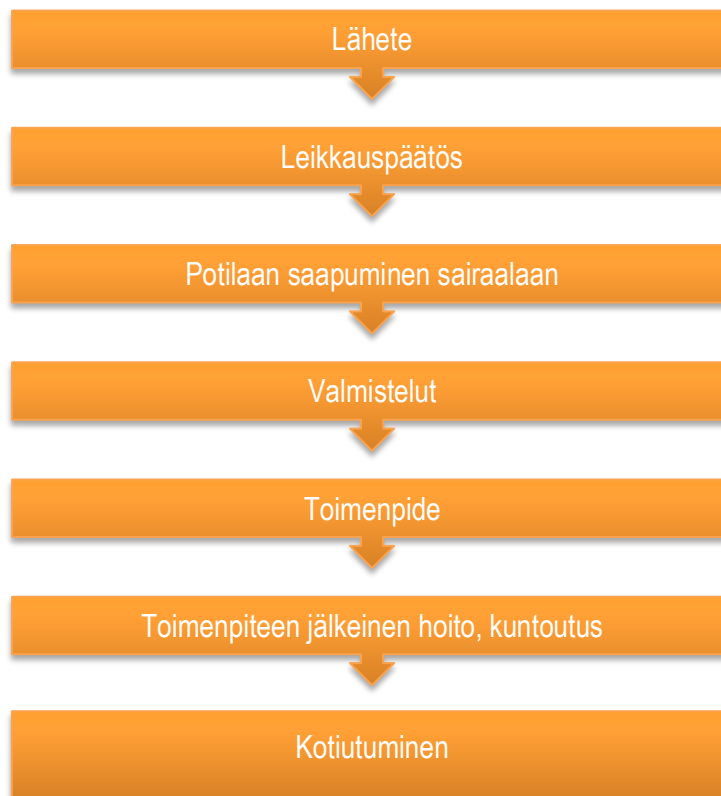 Lähete
Leikkauspäätös
Potilaan saapuminen sairaalaan
Valmistelut
Toimenpide
Toimenpiteen jälkeinen hoito, kuntoutus
Kotiutuminen